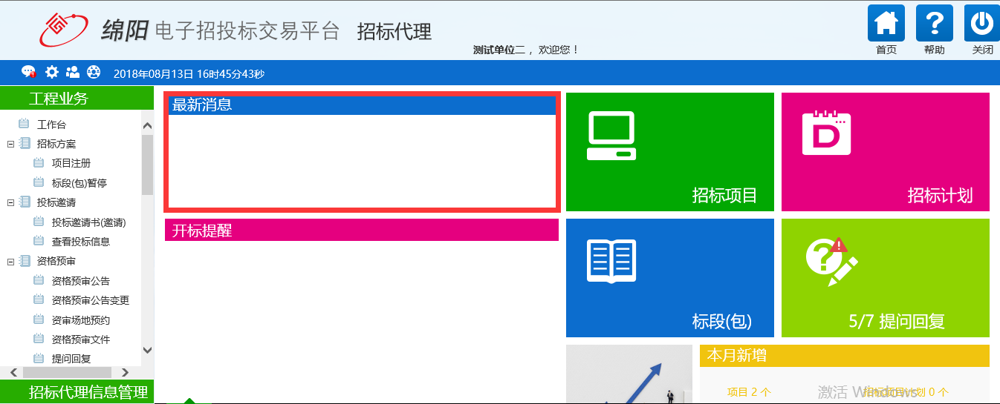 绵阳 电子招投标交易平台 招标代理
测试单位二， 欢迎您！
首页
帮助
关闭
2018年08月13日 16时45分43秒
工程业务
工作台
招标方案
项目注册
标段(包)暂停
投标邀请
投标邀请书(邀请)
查看投标信息
资格预审
资格预审公告
资格预审公告变更
资审场地预约
资格预审文件
提问回复
招标代理信息管理
最新消息
开标提醒
招标项目
D
招标计划
标段(包)
5/7 提问回复
本月新增
项目 2 个
招标项目计划 0 个
激活 Windows